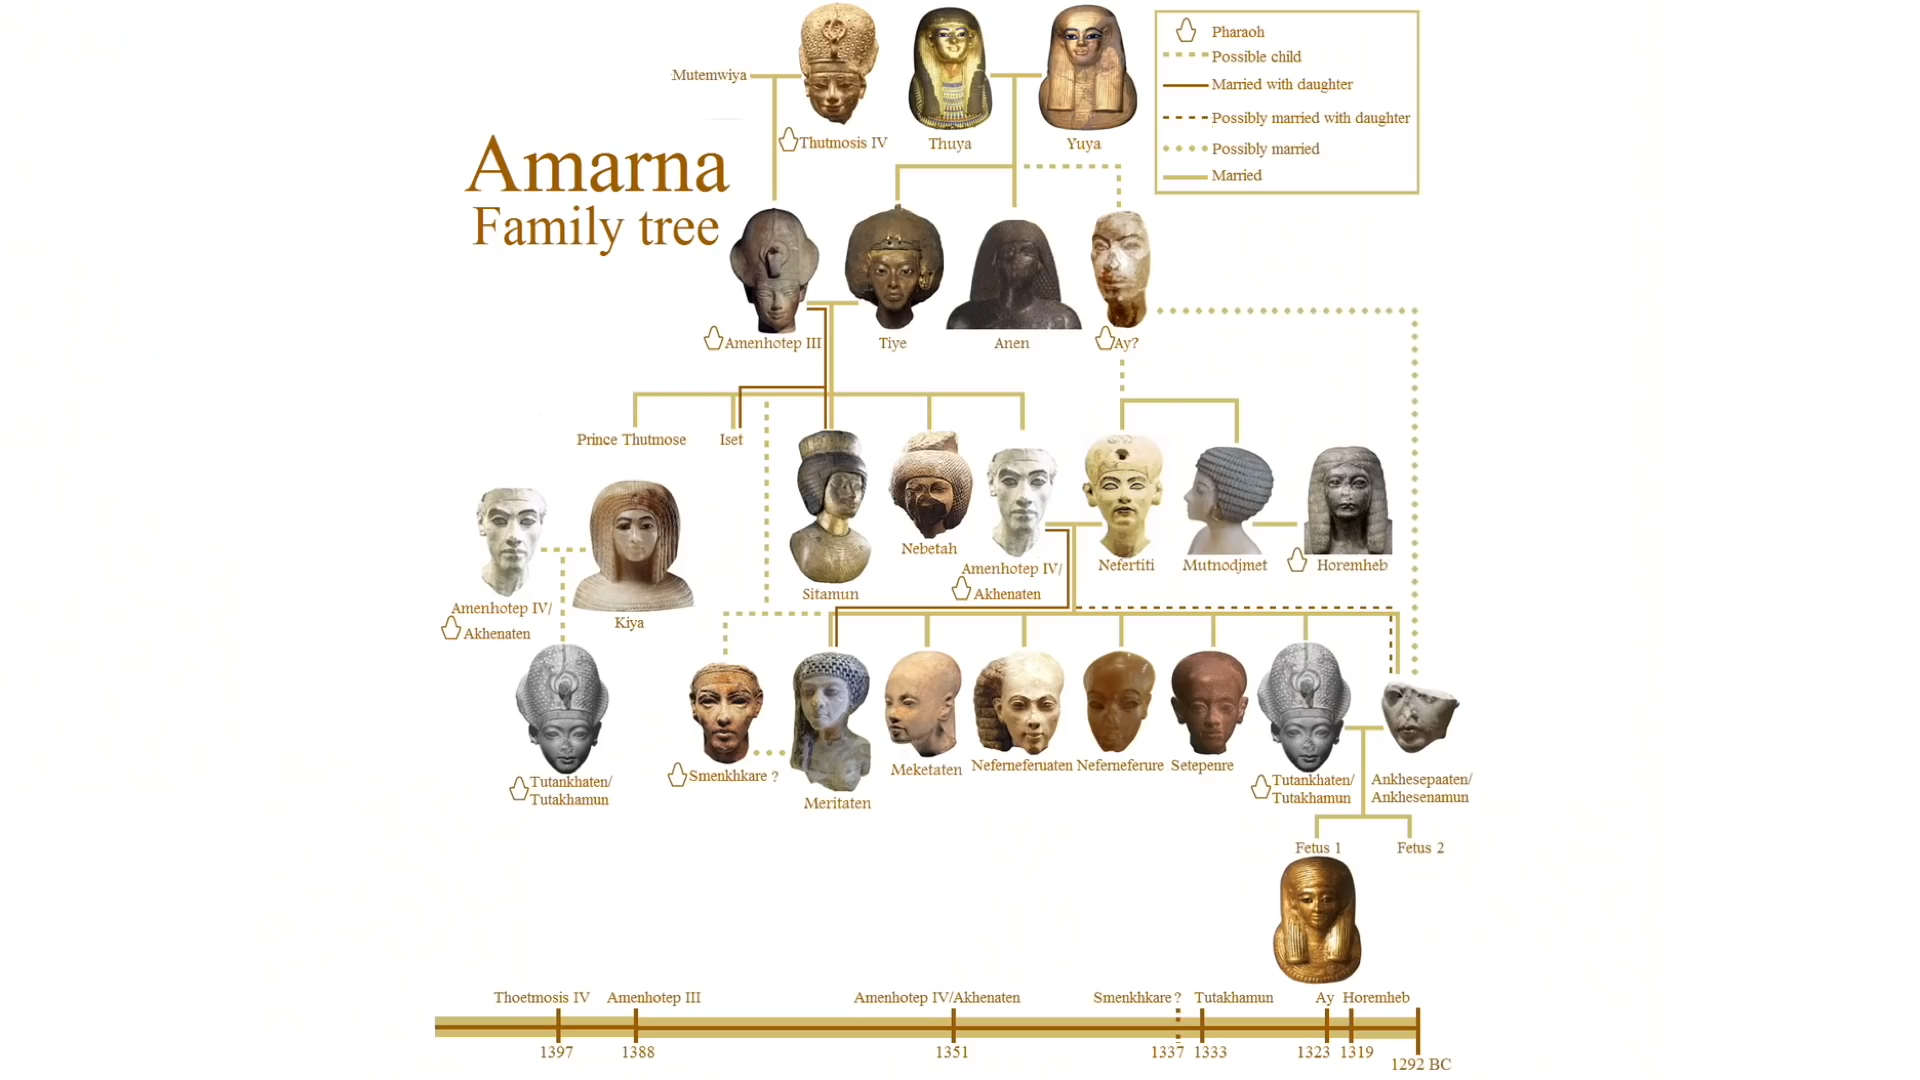 Pharaoh
Possible child
Married with daughter
Possibly married with daughter
Possibly married
Married
Amarna
Family tree
Mutemwiya
Thutmosis IV
Thuya
Yuya
Amenhotep III
Tiye
Anen
Ay?
Prince Thutmose
Iset
Sitamun
Nebetah
Amenhotep IV/
Akhenaten
Nefertiti
Mutnodjmet
Horemheb
Amenhotep IV/
Akhenaten
Kiya
Tutankhaten/
Tutakhamun
Smenkhkare ?
Meritaten
Meketaten
Neferneferuaten
Neferneferure
Setepenre
Tutankhaten/
Tutakhamun
Ankhesepaaten/
Ankhesenamun
Fetus 1
Fetus 2
Thoetmosis IV
Amenhotep III
Amenhotep IV/Akhenaten
Smenkhkare ?
Tutakhamun
Ay
Horemheb
1397
1388
1351
1337
1333
1323
1319
1292 BC